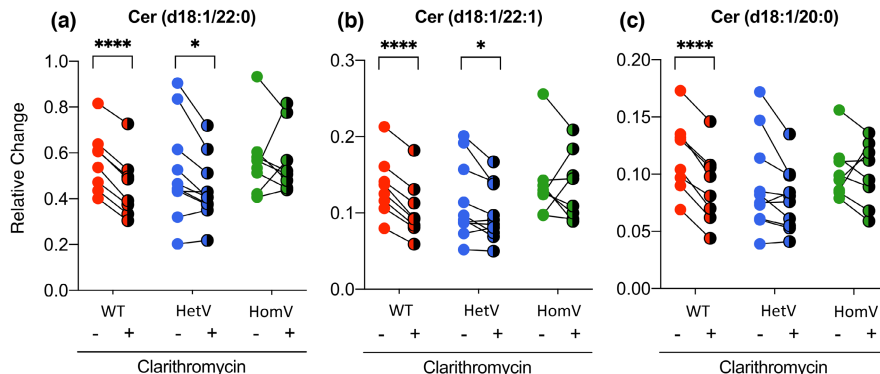 (a) Cer (d18:1/22:0)
**** *
Relative Change
1.0
0.8
0.6
0.4
0.2
0.0
WT HetV HomV
- + - + - +
Clarithromycin
(b) Cer (d18:1/22:1)
**** *
0.3
0.2
0.1
0.0
WT HetV HomV
- + - + - +
Clarithromycin
(c) Cer (d18:1/20:0)
****
0.20
0.15
0.10
0.05
0.00
WT HetV HomV
- + - + - +
Clarithromycin